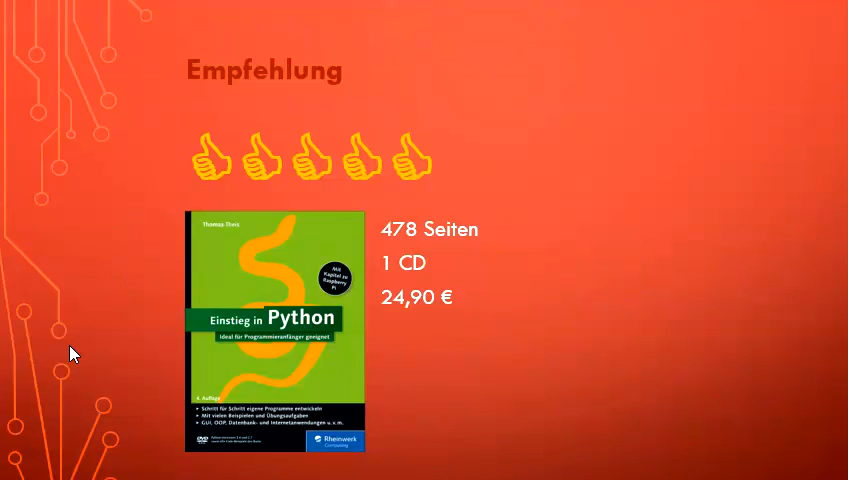 Empfehlung
Thomas Theis
Mit
Kapitel zu
Raspberry
Pi
Einstieg in Python
Ideal für Programmieranfänger geeignet
4. Auflage
Schritt für Schritt eigene Programme entwickeln
Mit vielen Beispielen und Übungsaufgaben
GUI, OOP, Datenbank- und Internetanwendungen u. v. m.
Rheinwerk
Computing
478 Seiten
1 CD
24,90 €